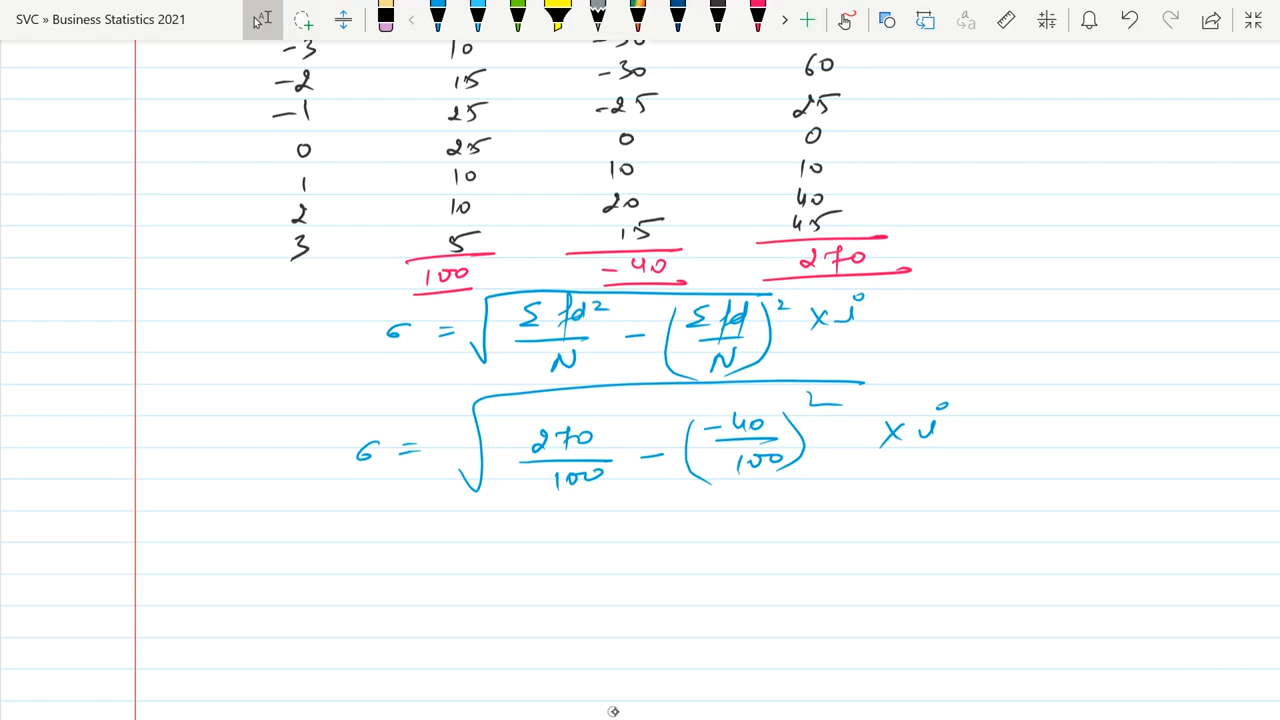 SVC » Business Statistics 2021
-3 10 -30
-2 15 -30 60
-1 25 -25 25
0 25 0 0
1 10 10 10
2 10 20 40
3 5 15 45
100 -40 270
σ = √ Σfd²/N - (Σfd/N)² × i
σ = √ 270/100 - (-40/100)² × i